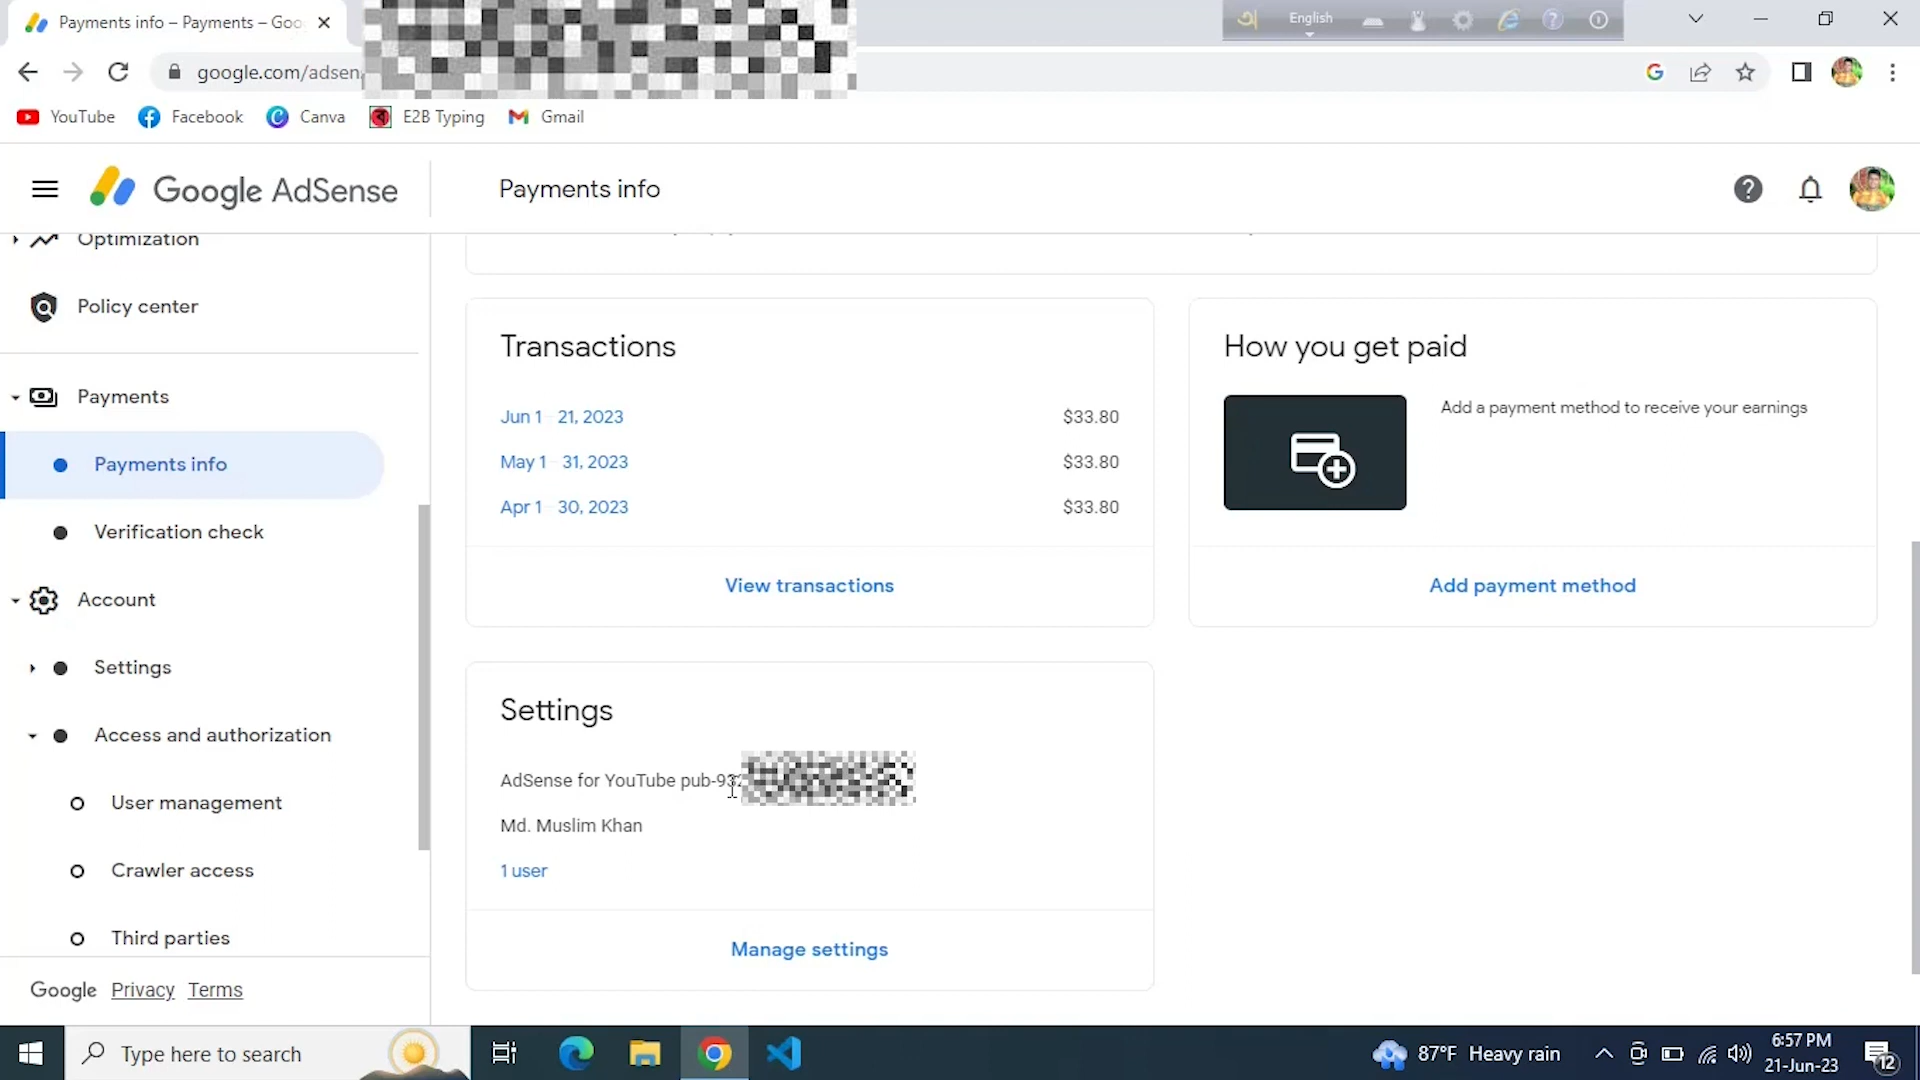 Payments info – Payments – Goo
English
google.com/adsen
YouTube
Facebook
Canva
E2B Typing
Gmail
Google AdSense
Payments info
Optimization
Policy center
Payments
Payments info
Verification check
Account
Settings
Access and authorization
User management
Crawler access
Third parties
Google Privacy Terms
Transactions
Jun 1 – 21, 2023 $33.80
May 1 – 31, 2023 $33.80
Apr 1 – 30, 2023 $33.80
View transactions
How you get paid
Add a payment method to receive your earnings
Add payment method
Settings
AdSense for YouTube pub-932
Md. Muslim Khan
1 user
Manage settings
Type here to search
87°F Heavy rain
6:57 PM
21-Jun-23
12